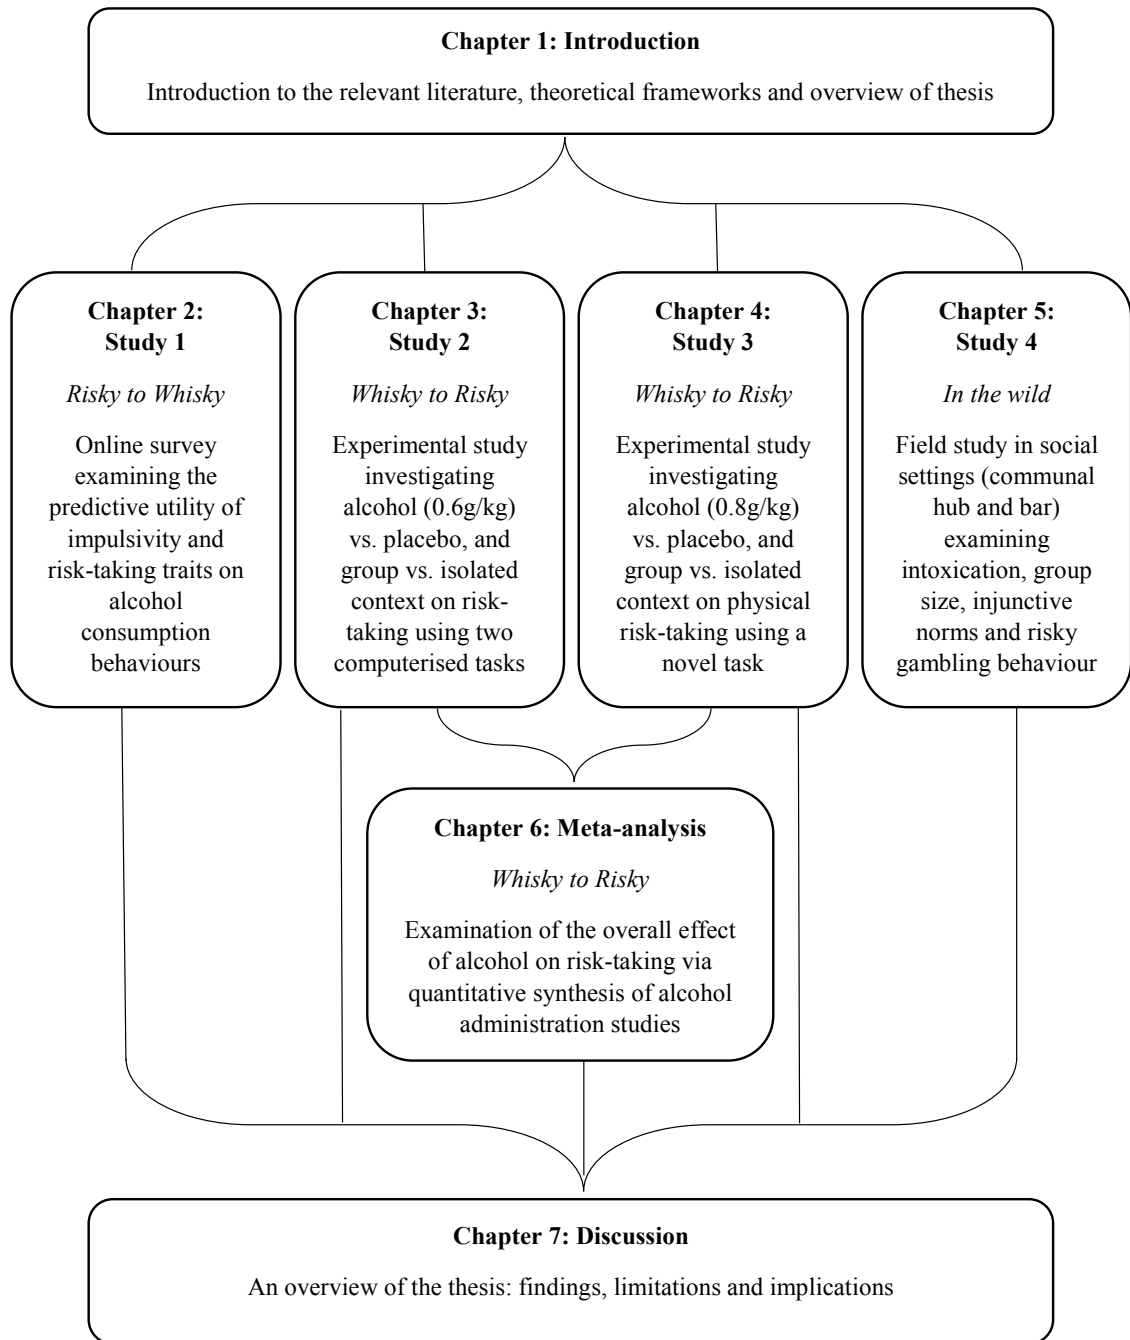 Chapter 1: Introduction
Introduction to the relevant literature, theoretical frameworks and overview of thesis
Chapter 2:
Study 1
Risky to Whisky
Online survey
examining the
predictive utility of
impulsivity and
risk-taking traits on
alcohol
consumption
behaviours
Chapter 3:
Study 2
Whisky to Risky
Experimental study
investigating
alcohol (0.6g/kg)
vs. placebo, and
group vs. isolated
context on risk-
taking using two
computerised tasks
Chapter 4:
Study 3
Whisky to Risky
Experimental study
investigating
alcohol (0.8g/kg)
vs. placebo, and
group vs. isolated
context on physical
risk-taking using a
novel task
Chapter 5:
Study 4
In the wild
Field study in social
settings (communal
hub and bar)
examining
intoxication, group
size, injunctive
norms and risky
gambling behaviour
Chapter 6: Meta-analysis
Whisky to Risky
Examination of the overall effect
of alcohol on risk-taking via
quantitative synthesis of alcohol
administration studies
Chapter 7: Discussion
An overview of the thesis: findings, limitations and implications